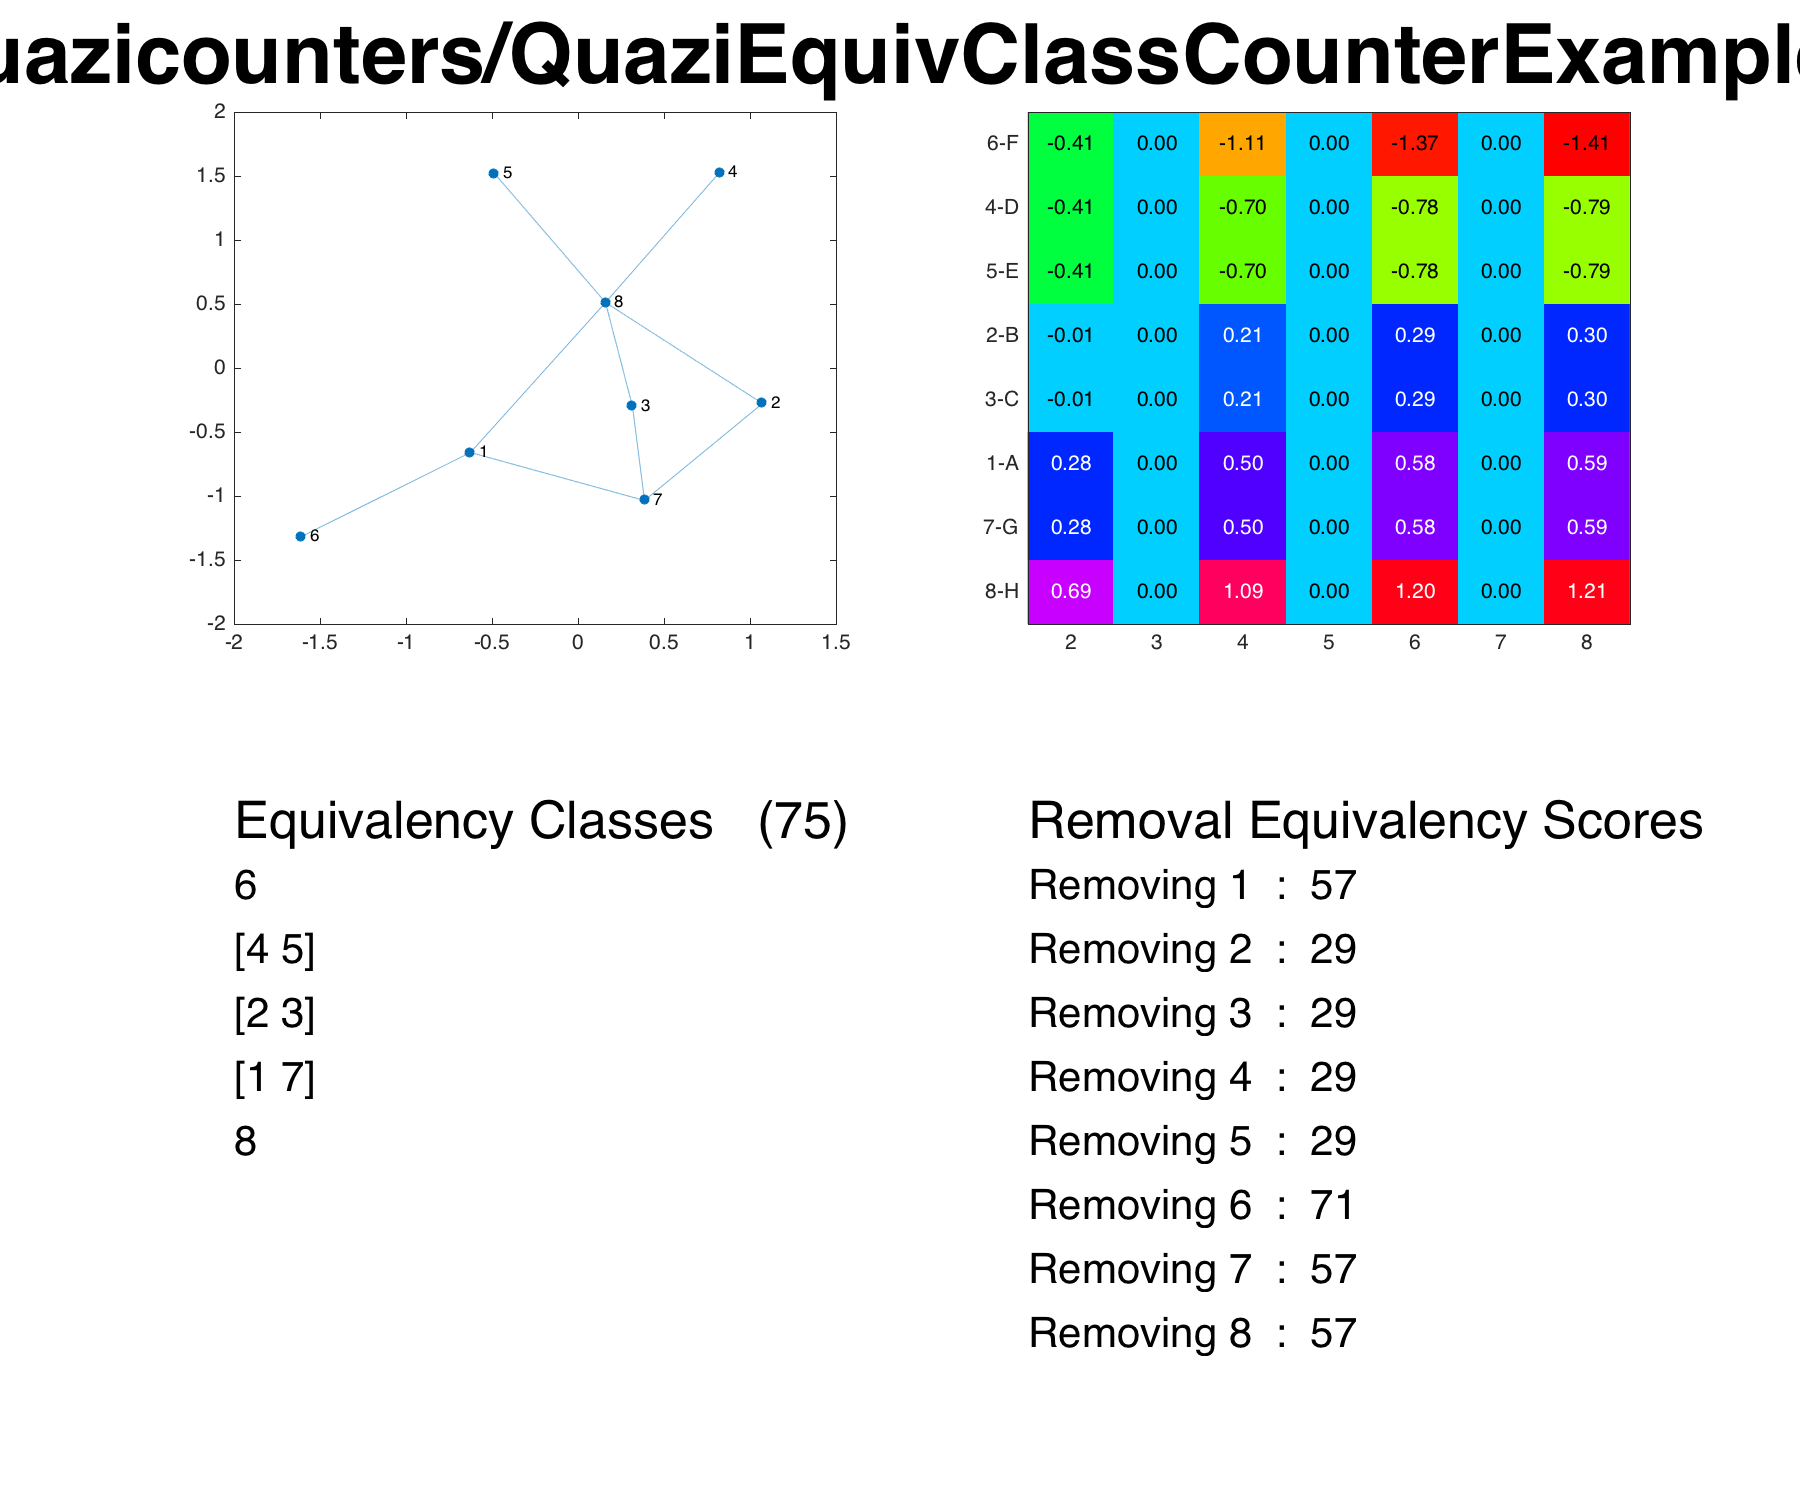 uazicounters/QuaziEquivClassCounterExampl
2
1.5
1
0.5
0
-0.5
-1
-1.5
-2
-2 -1.5 -1 -0.5 0 0.5 1 1.5
5
4
8
3
2
1
7
6
6-F -0.41 0.00 -1.11 0.00 -1.37 0.00 -1.41
4-D -0.41 0.00 -0.70 0.00 -0.78 0.00 -0.79
5-E -0.41 0.00 -0.70 0.00 -0.78 0.00 -0.79
2-B -0.01 0.00 0.21 0.00 0.29 0.00 0.30
3-C -0.01 0.00 0.21 0.00 0.29 0.00 0.30
1-A 0.28 0.00 0.50 0.00 0.58 0.00 0.59
7-G 0.28 0.00 0.50 0.00 0.58 0.00 0.59
8-H 0.69 0.00 1.09 0.00 1.20 0.00 1.21
2 3 4 5 6 7 8
Equivalency Classes (75)
6
[4 5]
[2 3]
[1 7]
8
Removal Equivalency Scores
Removing 1 : 57
Removing 2 : 29
Removing 3 : 29
Removing 4 : 29
Removing 5 : 29
Removing 6 : 71
Removing 7 : 57
Removing 8 : 57